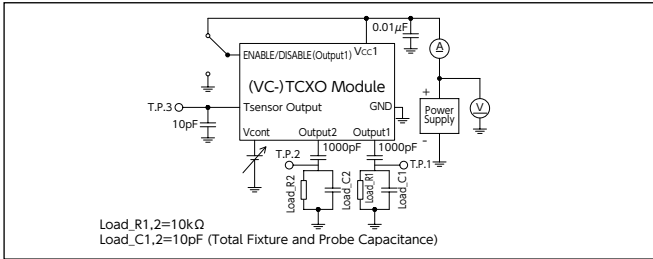 0.01μF
A
ENABLE/DISABLE(Output1) Vcc1
(VC-)TCXO Module
T.P.3
Tsensor Output
GND
+
Power
Supply
V
10pF
-
Vcont Output2 Output1
1000pF 1000pF
T.P.2
T.P.1
Load_R2
Load_C2
Load_R1
Load_C1
Load_R1,2=10kΩ
Load_C1,2=10pF (Total Fixture and Probe Capacitance)